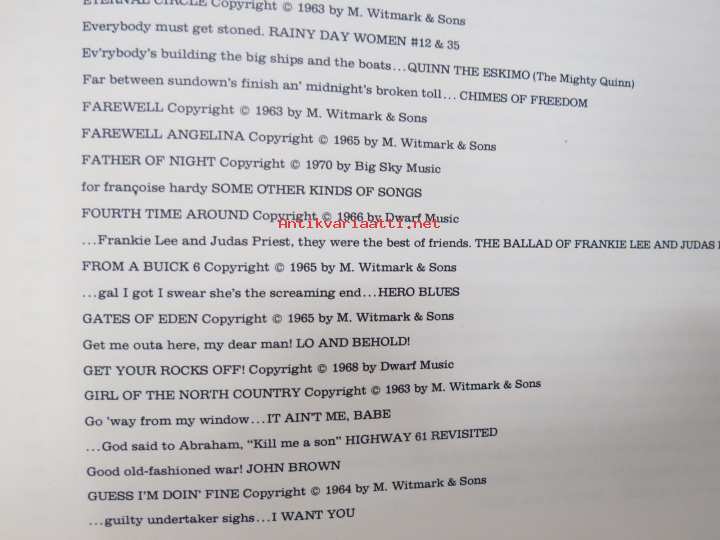 ETERNAL CIRCLE Copyright © 1963 by M. Witmark & Sons
Everybody must get stoned. RAINY DAY WOMEN #12 & 35
Ev'rybody's building the big ships and the boats...QUINN THE ESKIMO (The Mighty Quinn)
Far between sundown's finish an' midnight's broken toll... CHIMES OF FREEDOM
FAREWELL Copyright © 1963 by M. Witmark & Sons
FAREWELL ANGELINA Copyright © 1965 by M. Witmark & Sons
FATHER OF NIGHT Copyright © 1970 by Big Sky Music
for françoise hardy SOME OTHER KINDS OF SONGS
FOURTH TIME AROUND Copyright © 1966 by Dwarf Music
Antikvariaatti.net
...Frankie Lee and Judas Priest, they were the best of friends. THE BALLAD OF FRANKIE LEE AND JUDAS
FROM A BUICK 6 Copyright © 1965 by M. Witmark & Sons
...gal I got I swear she's the screaming end...HERO BLUES
GATES OF EDEN Copyright © 1965 by M. Witmark & Sons
Get me outa here, my dear man! LO AND BEHOLD!
GET YOUR ROCKS OFF! Copyright © 1968 by Dwarf Music
GIRL OF THE NORTH COUNTRY Copyright © 1963 by M. Witmark & Sons
Go 'way from my window...IT AIN'T ME, BABE
...God said to Abraham, "Kill me a son" HIGHWAY 61 REVISITED
Good old-fashioned war! JOHN BROWN
GUESS I'M DOIN' FINE Copyright © 1964 by M. Witmark & Sons
...guilty undertaker sighs...I WANT YOU